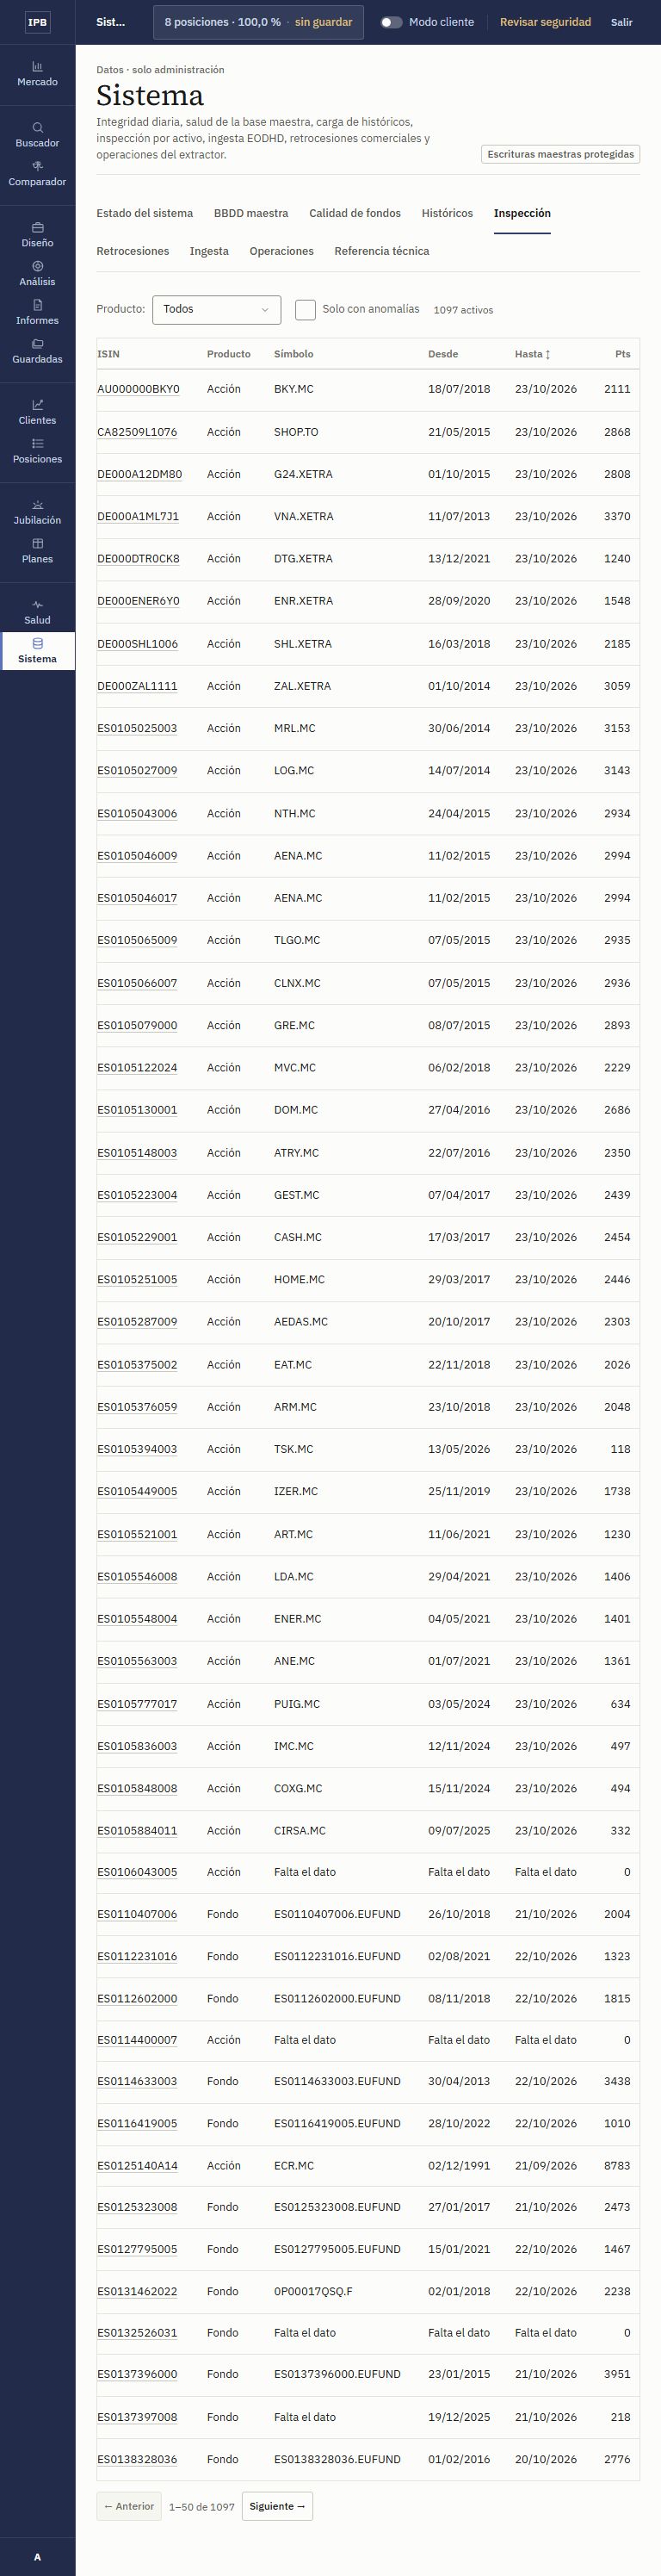 IPB
Sist...
8 posiciones · 100,0 % · sin guardar
Modo cliente
Revisar seguridad
Salir
Mercado
Buscador
Comparador
Diseño
Análisis
Informes
Guardadas
Clientes
Posiciones
Jubilación
Planes
Salud
Sistema
A
Datos · solo administración
Sistema
Integridad diaria, salud de la base maestra, carga de históricos,
inspección por activo, ingesta EODHD, retrocesiones comerciales y
operaciones del extractor.
Escrituras maestras protegidas
Estado del sistema BBDD maestra Calidad de fondos Históricos Inspección
Retrocesiones Ingesta Operaciones Referencia técnica
Producto: Todos Solo con anomalías 1097 activos
ISIN Producto Símbolo Desde Hasta ↕ Pts
AU000000BKY0 Acción BKY.MC 18/07/2018 23/10/2026 2111
CA82509L1076 Acción SHOP.TO 21/05/2015 23/10/2026 2868
DE000A12DM80 Acción G24.XETRA 01/10/2015 23/10/2026 2808
DE000A1ML7J1 Acción VNA.XETRA 11/07/2013 23/10/2026 3370
DE000DTR0CK8 Acción DTG.XETRA 13/12/2021 23/10/2026 1240
DE000ENER6Y0 Acción ENR.XETRA 28/09/2020 23/10/2026 1548
DE000SHL1006 Acción SHL.XETRA 16/03/2018 23/10/2026 2185
DE000ZAL1111 Acción ZAL.XETRA 01/10/2014 23/10/2026 3059
ES0105025003 Acción MRL.MC 30/06/2014 23/10/2026 3153
ES0105027009 Acción LOG.MC 14/07/2014 23/10/2026 3143
ES0105043006 Acción NTH.MC 24/04/2015 23/10/2026 2934
ES0105046009 Acción AENA.MC 11/02/2015 23/10/2026 2994
ES0105046017 Acción AENA.MC 11/02/2015 23/10/2026 2994
ES0105065009 Acción TLGO.MC 07/05/2015 23/10/2026 2935
ES0105066007 Acción CLNX.MC 07/05/2015 23/10/2026 2936
ES0105079000 Acción GRE.MC 08/07/2015 23/10/2026 2893
ES0105122024 Acción MVC.MC 06/02/2018 23/10/2026 2229
ES0105130001 Acción DOM.MC 27/04/2016 23/10/2026 2686
ES0105148003 Acción ATRY.MC 22/07/2016 23/10/2026 2350
ES0105223004 Acción GEST.MC 07/04/2017 23/10/2026 2439
ES0105229001 Acción CASH.MC 17/03/2017 23/10/2026 2454
ES0105251005 Acción HOME.MC 29/03/2017 23/10/2026 2446
ES0105287009 Acción AEDAS.MC 20/10/2017 23/10/2026 2303
ES0105375002 Acción EAT.MC 22/11/2018 23/10/2026 2026
ES0105376059 Acción ARM.MC 23/10/2018 23/10/2026 2048
ES0105394003 Acción TSK.MC 13/05/2026 23/10/2026 118
ES0105449005 Acción IZER.MC 25/11/2019 23/10/2026 1738
ES0105521001 Acción ART.MC 11/06/2021 23/10/2026 1230
ES0105546008 Acción LDA.MC 29/04/2021 23/10/2026 1406
ES0105548004 Acción ENER.MC 04/05/2021 23/10/2026 1401
ES0105563003 Acción ANE.MC 01/07/2021 23/10/2026 1361
ES0105777017 Acción PUIG.MC 03/05/2024 23/10/2026 634
ES0105836003 Acción IMC.MC 12/11/2024 23/10/2026 497
ES0105848008 Acción COXG.MC 15/11/2024 23/10/2026 494
ES0105884011 Acción CIRSA.MC 09/07/2025 23/10/2026 332
ES0106043005 Acción Falta el dato Falta el dato Falta el dato 0
ES0110407006 Fondo ES0110407006.EUFUND 26/10/2018 21/10/2026 2004
ES0112231016 Fondo ES0112231016.EUFUND 02/08/2021 22/10/2026 1323
ES0112602000 Fondo ES0112602000.EUFUND 08/11/2018 22/10/2026 1815
ES0114400007 Acción Falta el dato Falta el dato Falta el dato 0
ES0114633003 Fondo ES0114633003.EUFUND 30/04/2013 22/10/2026 3438
ES0116419005 Fondo ES0116419005.EUFUND 28/10/2022 22/10/2026 1010
ES0125140A14 Acción ECR.MC 02/12/1991 21/09/2026 8783
ES0125323008 Fondo ES0125323008.EUFUND 27/01/2017 21/10/2026 2473
ES0127795005 Fondo ES0127795005.EUFUND 15/01/2021 22/10/2026 1467
ES0131462022 Fondo 0P00017QSQ.F 02/01/2018 22/10/2026 2238
ES0132526031 Fondo Falta el dato Falta el dato Falta el dato 0
ES0137396000 Fondo ES0137396000.EUFUND 23/01/2015 21/10/2026 3951
ES0137397008 Fondo Falta el dato 19/12/2025 21/10/2026 218
ES0138328036 Fondo ES0138328036.EUFUND 01/02/2016 20/10/2026 2776
← Anterior 1–50 de 1097 Siguiente →